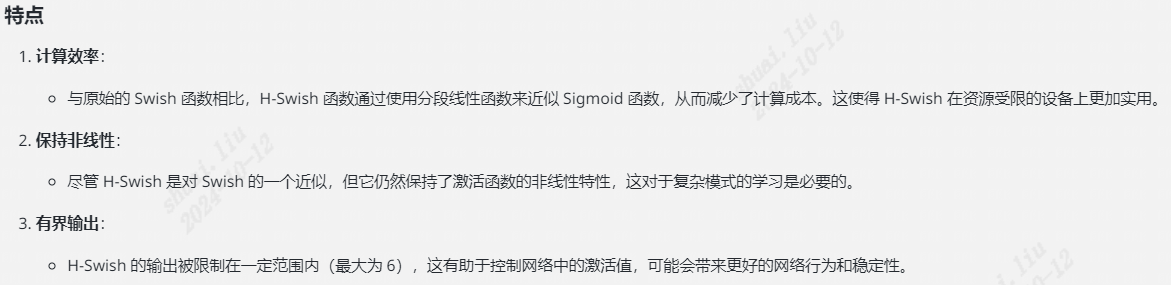 特点
1. 计算效率：
与原始的 Swish 函数相比，H-Swish 函数通过使用分段线性函数来近似 Sigmoid 函数，从而减少了计算成本。这使得 H-Swish 在资源受限的设备上更加实用。
2. 保持非线性：
尽管 H-Swish 是对 Swish 的一个近似，但它仍然保持了激活函数的非线性特性，这对于复杂模式的学习是必要的。
3. 有界输出：
H-Swish 的输出被限制在一定范围内（最大为 6），这有助于控制网络中的激活值，可能会带来更好的网络行为和稳定性。
shuai.liu
2024-10-12
shuai.liu
2024-10-12